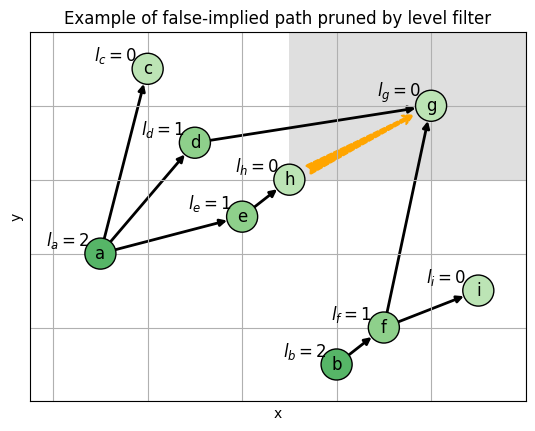 Example of false-implied path pruned by level filter
l_c = 0
c
l_g = 0
g
l_d = 1
d
l_h = 0
h
l_e = 1
e
l_a = 2
a
l_i = 0
i
l_f = 1
f
l_b = 2
b
y
x